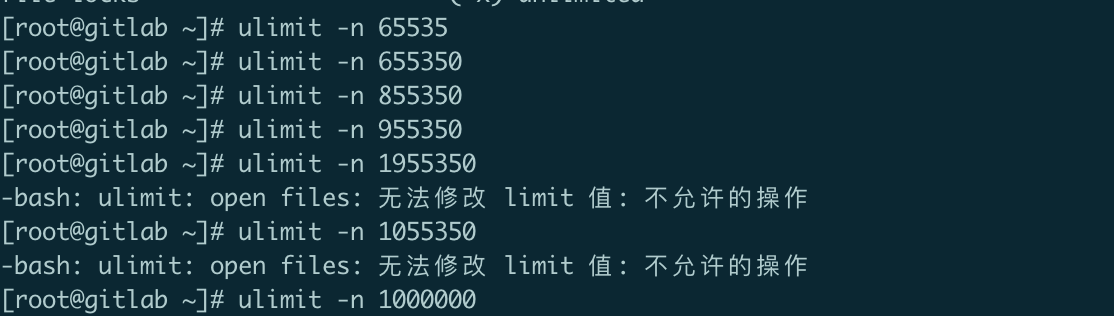 [root@gitlab ~]# ulimit -n 65535
[root@gitlab ~]# ulimit -n 655350
[root@gitlab ~]# ulimit -n 855350
[root@gitlab ~]# ulimit -n 955350
[root@gitlab ~]# ulimit -n 1955350
-bash: ulimit: open files: 无法修改 limit 值: 不允许的操作
[root@gitlab ~]# ulimit -n 1055350
-bash: ulimit: open files: 无法修改 limit 值: 不允许的操作
[root@gitlab ~]# ulimit -n 1000000